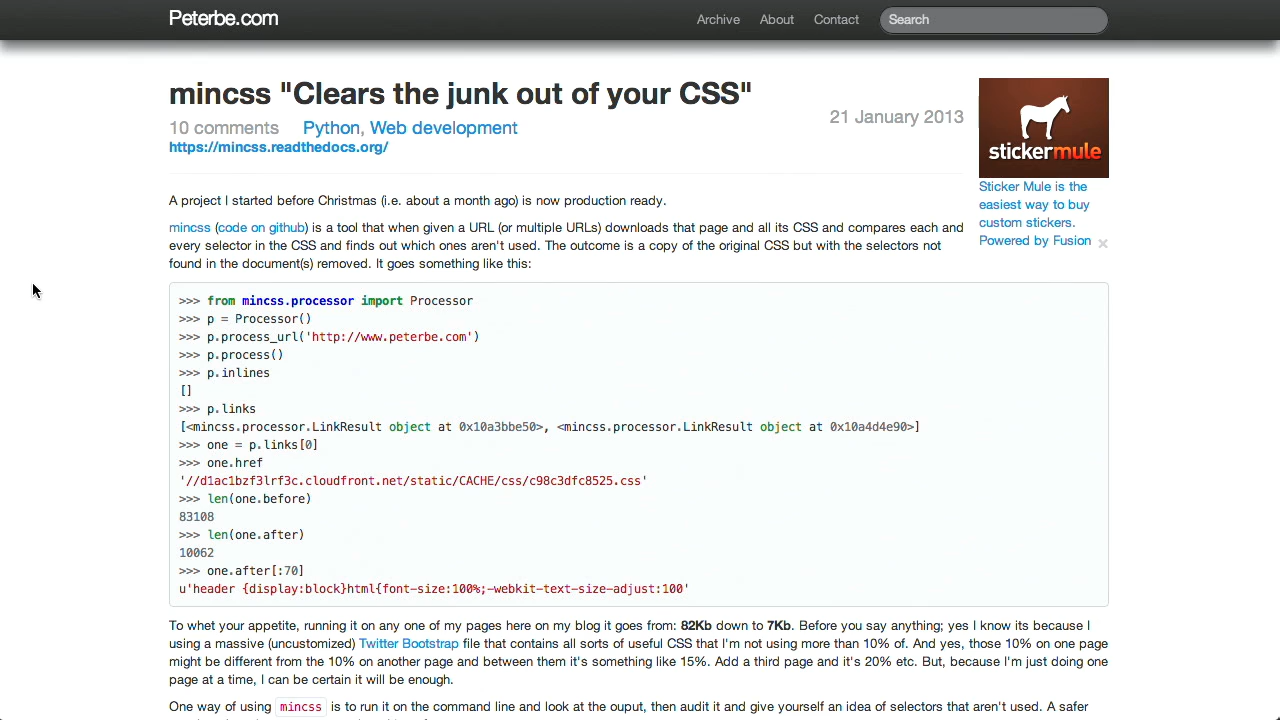 Peterbe.com
Archive
About
Contact
Search
mincss "Clears the junk out of your CSS"
21 January 2013
10 comments
Python, Web development
https://mincss.readthedocs.org/
stickermule
Sticker Mule is the
easiest way to buy
custom stickers.
Powered by Fusion
A project I started before Christmas (i.e. about a month ago) is now production ready.
mincss (code on github) is a tool that when given a URL (or multiple URLs) downloads that page and all its CSS and compares each and
every selector in the CSS and finds out which ones aren't used. The outcome is a copy of the original CSS but with the selectors not
found in the document(s) removed. It goes something like this:
>>> from mincss.processor import Processor
>>> p = Processor()
>>> p.process_url('http://www.peterbe.com')
>>> p.process()
>>> p.inlines
[]
>>> p.links
[<mincss.processor.LinkResult object at 0x10a3bbe50>, <mincss.processor.LinkResult object at 0x10a4d4e90>]
>>> one = p.links[0]
>>> one.href
'//d1ac1bzf3lrf3c.cloudfront.net/static/CACHE/css/c98c3dfc8525.css'
>>> len(one.before)
83108
>>> len(one.after)
10062
>>> one.after[:70]
u'header {display:block}html{font-size:100%;-webkit-text-size-adjust:100'
To whet your appetite, running it on any one of my pages here on my blog it goes from: 82Kb down to 7Kb. Before you say anything; yes I know its because I
using a massive (uncustomized) Twitter Bootstrap file that contains all sorts of useful CSS that I'm not using more than 10% of. And yes, those 10% on one page
might be different from the 10% on another page and between them it's something like 15%. Add a third page and it's 20% etc. But, because I'm just doing one
page at a time, I can be certain it will be enough.
One way of using mincss is to run it on the command line and look at the ouput, then audit it and give yourself an idea of selectors that aren't used. A safer